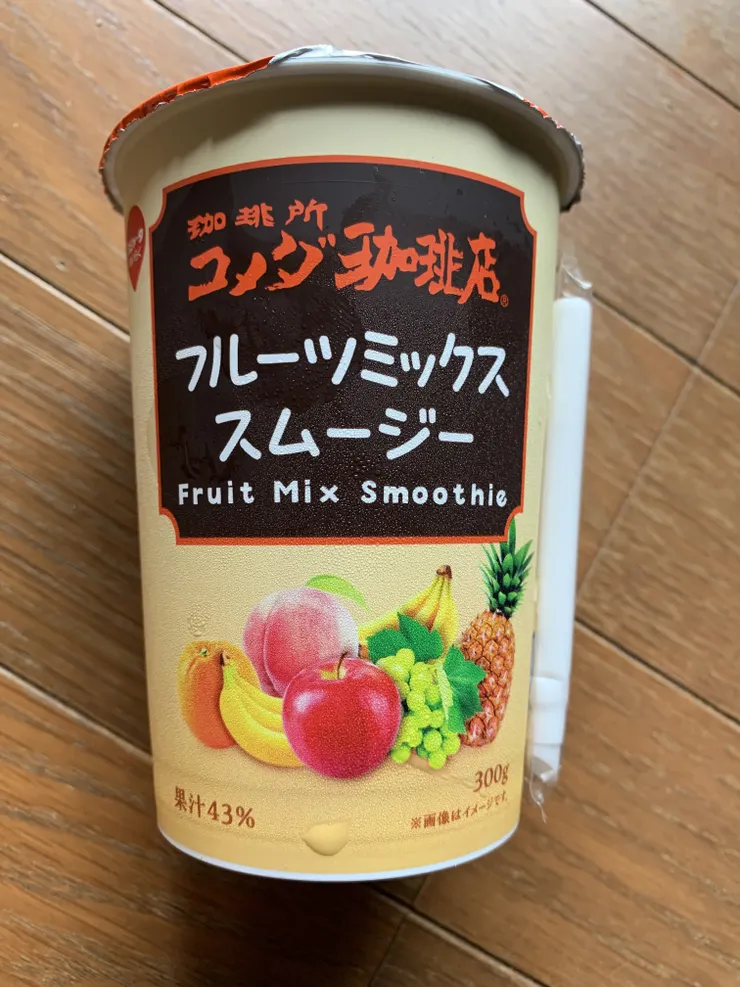 珈琲所
コメダ珈琲店®
フルーツミックス
スムージー
Fruit Mix Smoothie
300g
果汁43%
※画像はイメージです。